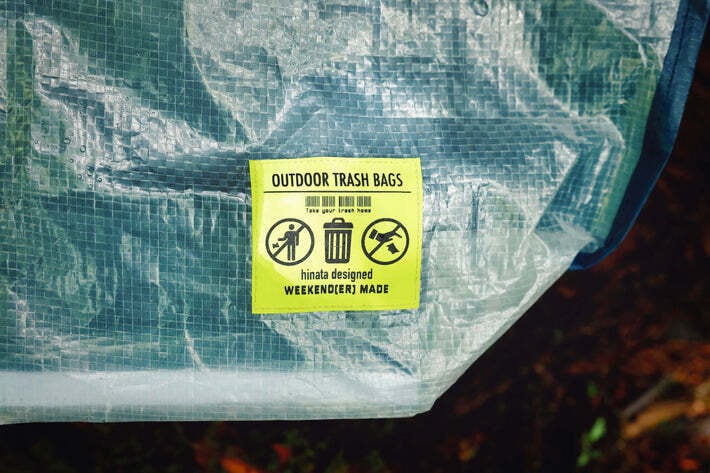 OUTDOOR TRASH BAGS
Take your trash home
hinata designed
WEEKEND(ER) MADE